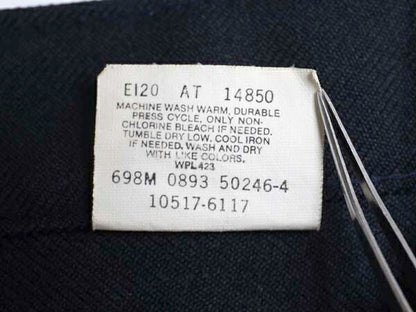 E120 AT 14850
MACHINE WASH WARM, DURABLE
PRESS CYCLE, ONLY NON-
CHLORINE BLEACH IF NEEDED.
TUMBLE DRY LOW, COOL IRON
IF NEEDED. WASH AND DRY
WITH LIKE COLORS.
WPL423
698M 0893 50246-4
10517-6117